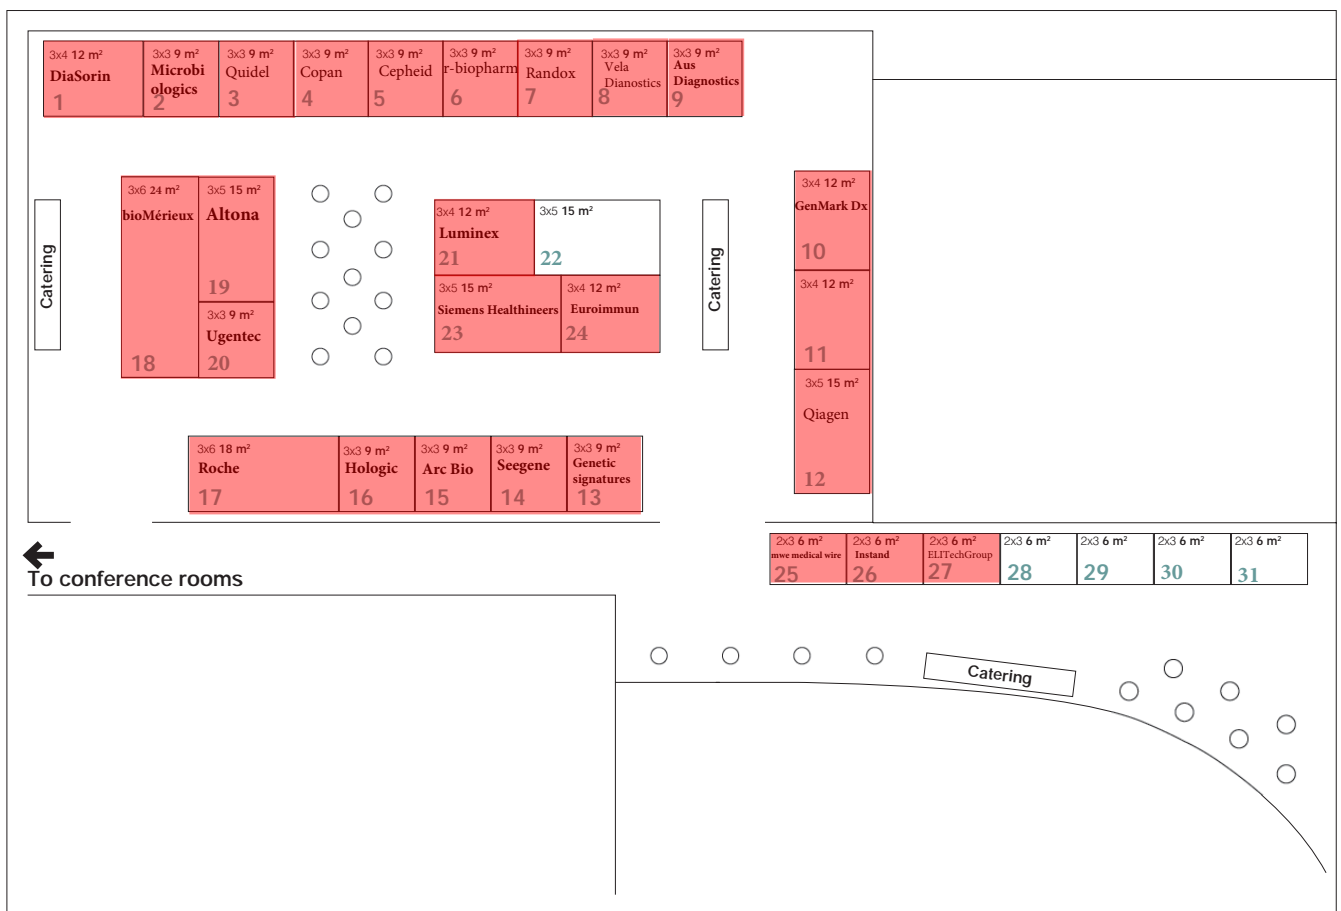 3x4 12 m²
DiaSorin
1
3x3 9 m²
Microbi
ologics
2
3x3 9 m²
Quidel
3
3x3 9 m²
Copan
4
3x3 9 m²
Cepheid
5
3x3 9 m²
r-biopharm
6
3x3 9 m²
Randox
7
3x3 9 m²
Vela
Dianostics
8
3x3 9 m²
Aus
Diagnostics
9
Catering
3x6 24 m²
bioMérieux
18
3x5 15 m²
Altona
19
3x3 9 m²
Ugentec
20
3x4 12 m²
Luminex
21
3x5 15 m²
22
3x5 15 m²
Siemens Healthineers
23
3x4 12 m²
Euroimmun
24
Catering
3x4 12 m²
GenMark Dx
10
3x4 12 m²
11
3x5 15 m²
Qiagen
12
3x6 18 m²
Roche
17
3x3 9 m²
Hologic
16
3x3 9 m²
Arc Bio
15
3x3 9 m²
Seegene
14
3x3 9 m²
Genetic
signatures
13
To conference rooms
2x3 6 m²
mwe medical wire
25
2x3 6 m²
Instand
26
2x3 6 m²
ELITechGroup
27
2x3 6 m²
28
2x3 6 m²
29
2x3 6 m²
30
2x3 6 m²
31
Catering